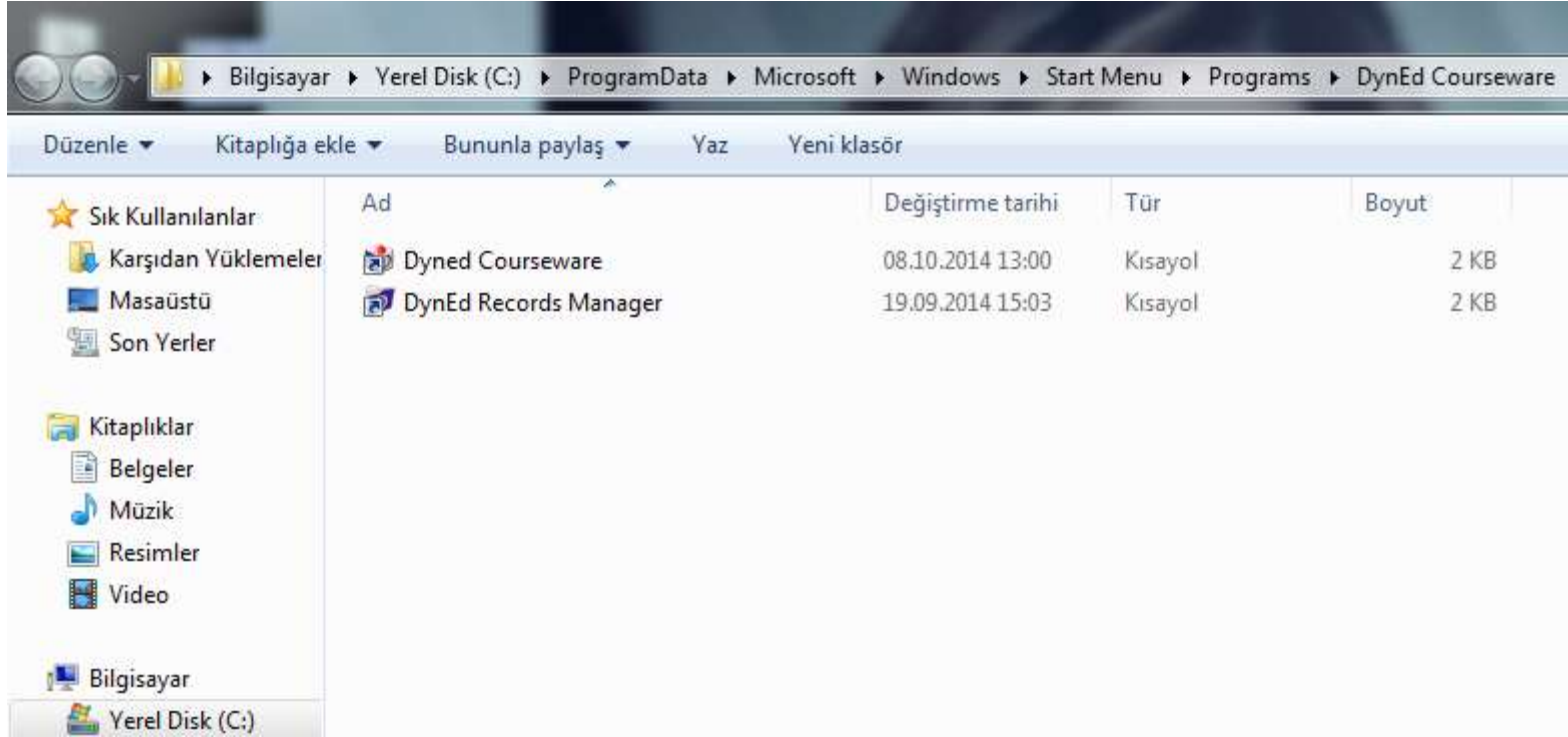 Bilgisayar Yerel Disk (C:) ProgramData Microsoft Windows Start Menu Programs DynEd Courseware
Düzenle Kitaplığa ekle Bununla paylaş Yaz Yeni klasör
Sık Kullanılanlar
Karşıdan Yüklemeler
Masaüstü
Son Yerler
Kitaplıklar
Belgeler
Müzik
Resimler
Video
Bilgisayar
Yerel Disk (C:)
Ad Değiştirme tarihi Tür Boyut
Dyned Courseware 08.10.2014 13:00 Kısayol 2 KB
DynEd Records Manager 19.09.2014 15:03 Kısayol 2 KB